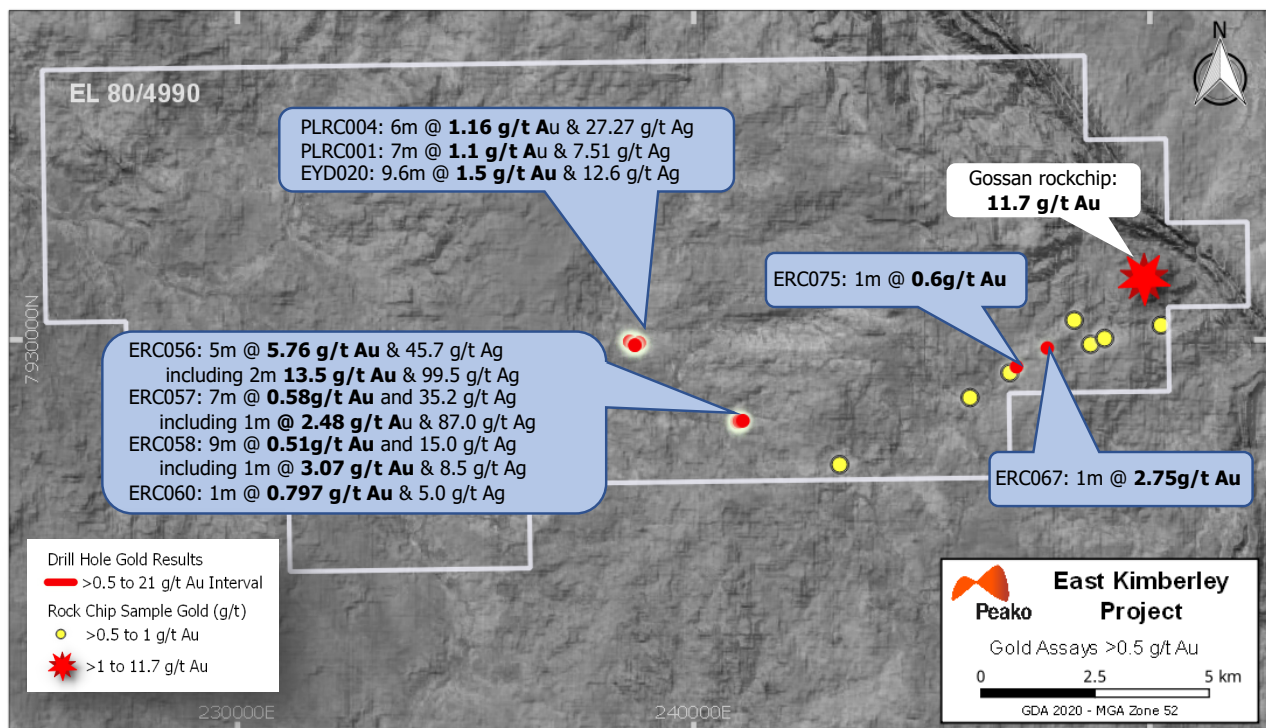 N
EL 80/4990
PLRC004: 6m @ 1.16 g/t Au & 27.27 g/t Ag
PLRC001: 7m @ 1.1 g/t Au & 7.51 g/t Ag
EYD020: 9.6m @ 1.5 g/t Au & 12.6 g/t Ag
Gossan rockchip:
11.7 g/t Au
ERC075: 1m @ 0.6g/t Au
7930000N
ERC056: 5m @ 5.76 g/t Au & 45.7 g/t Ag
including 2m 13.5 g/t Au & 99.5 g/t Ag
ERC057: 7m @ 0.58g/t Au and 35.2 g/t Ag
including 1m @ 2.48 g/t Au & 87.0 g/t Ag
ERC058: 9m @ 0.51g/t Au and 15.0 g/t Ag
including 1m @ 3.07 g/t Au & 8.5 g/t Ag
ERC060: 1m @ 0.797 g/t Au & 5.0 g/t Ag
ERC067: 1m @ 2.75g/t Au
Drill Hole Gold Results
>0.5 to 21 g/t Au Interval
Rock Chip Sample Gold (g/t)
>0.5 to 1 g/t Au
>1 to 11.7 g/t Au
230000E
240000E
Peako
East Kimberley
Project
Gold Assays >0.5 g/t Au
0 2.5 5 km
GDA 2020 - MGA Zone 52